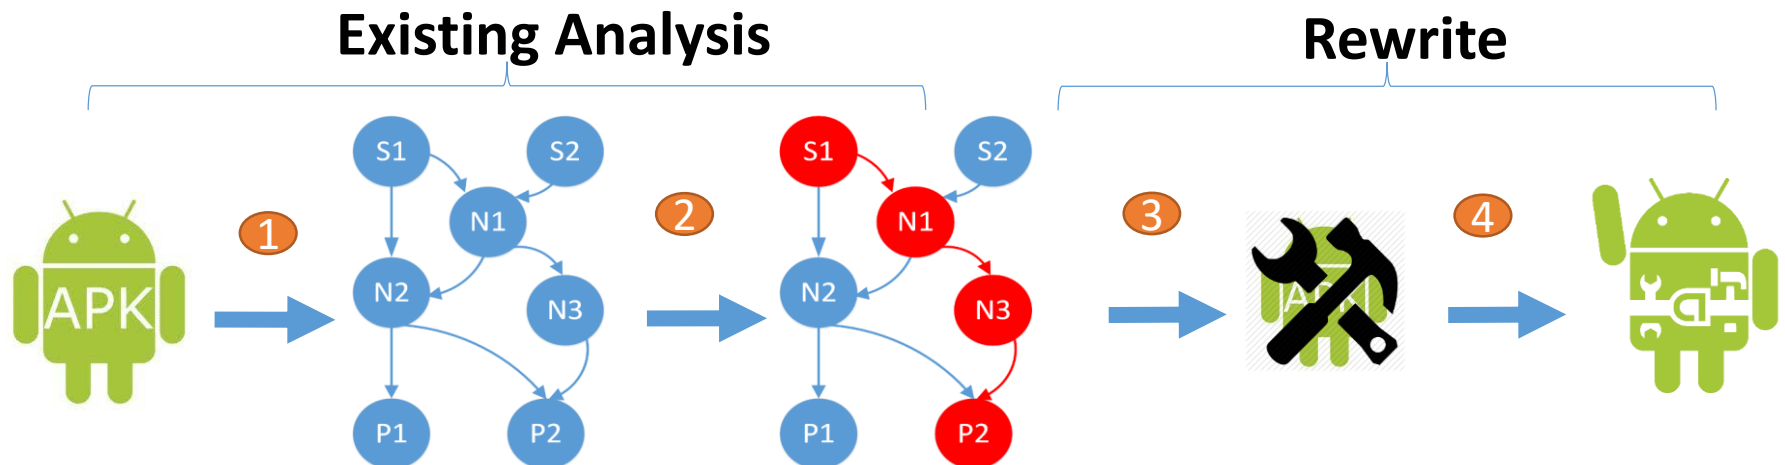 Existing Analysis
Rewrite
S1
S2
S1
S2
1
2
3
4
N1
N1
APK
N2
N3
N2
N3
APK
P1
P2
P1
P2